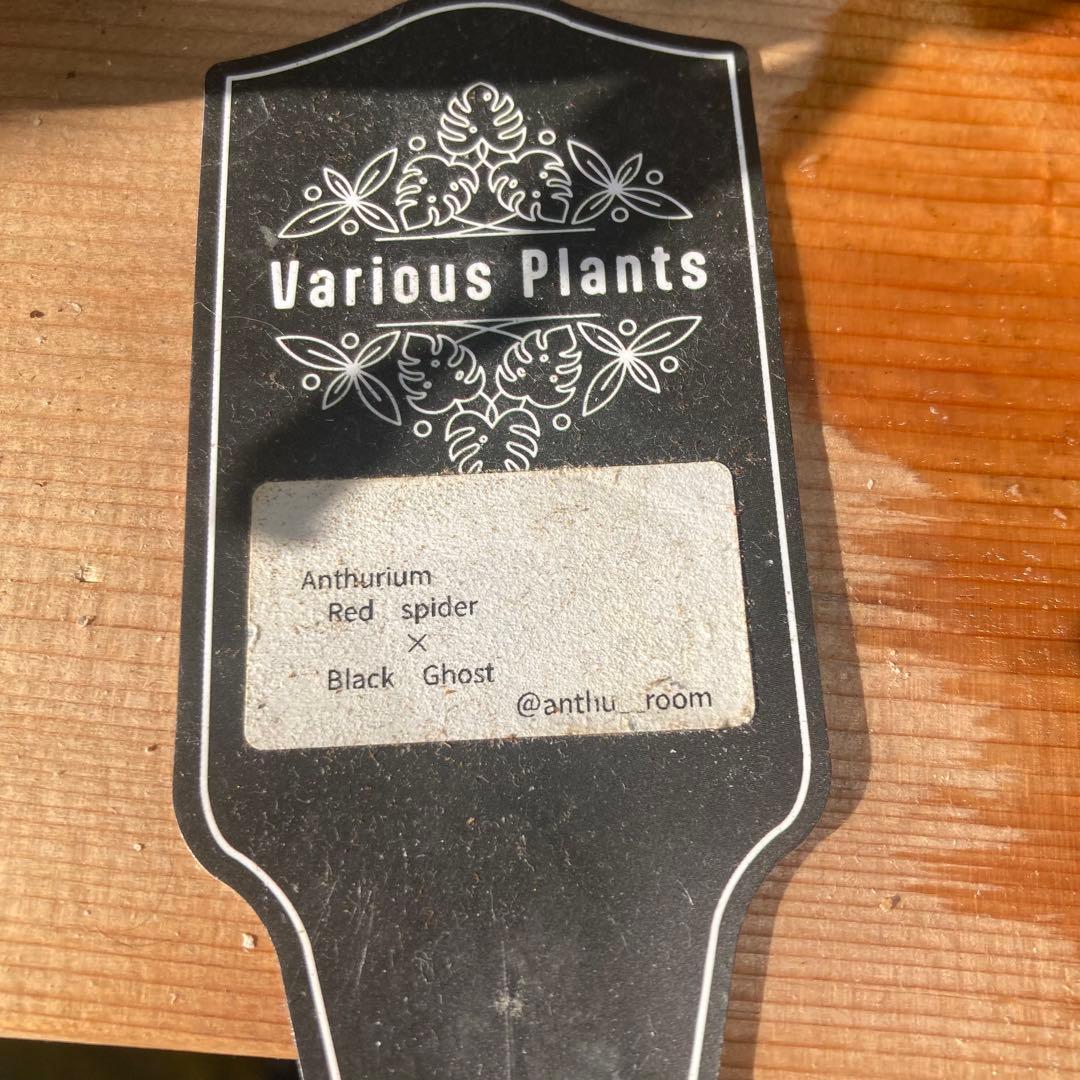 Various Plants
Anthurium
Red spider
×
Black Ghost
@anthu__room